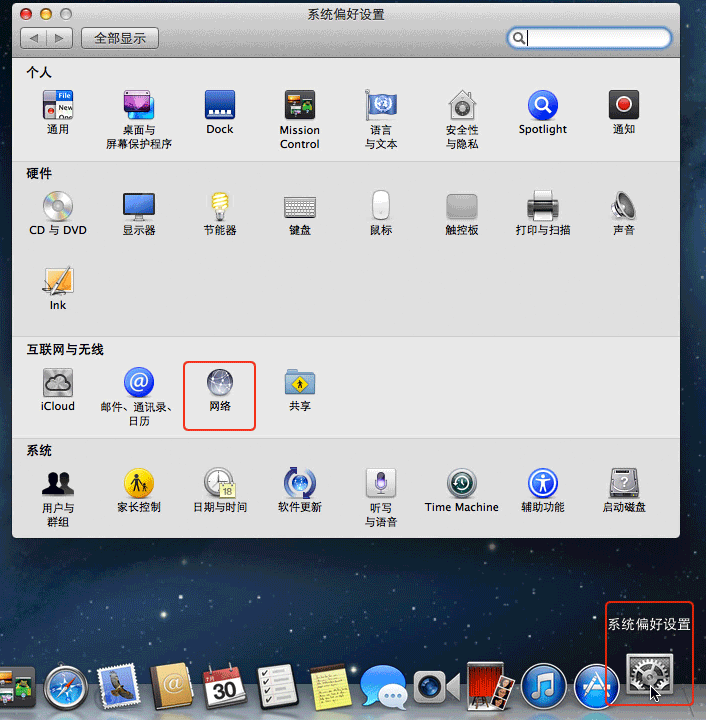 系统偏好设置
全部显示
个人
File
New
One
通用
桌面与
屏幕保护程序
Dock
Mission
Control
语言
与文本
安全性
与隐私
Spotlight
通知
硬件
CD 与 DVD
显示器
节能器
键盘
鼠标
触控板
打印与扫描
声音
Ink
互联网与无线
iCloud
@
邮件、通讯录、
日历
网络
共享
系统
用户与
群组
家长控制
18
日期与时间
软件更新
听写
与语音
Time Machine
辅助功能
?
启动磁盘
系统偏好设置
@
30